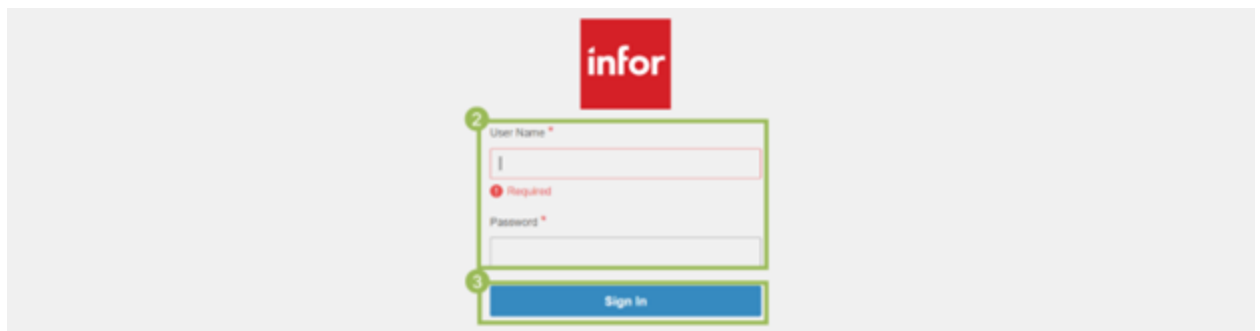 infor
2
User Name *
! Required
Password *
3
Sign In